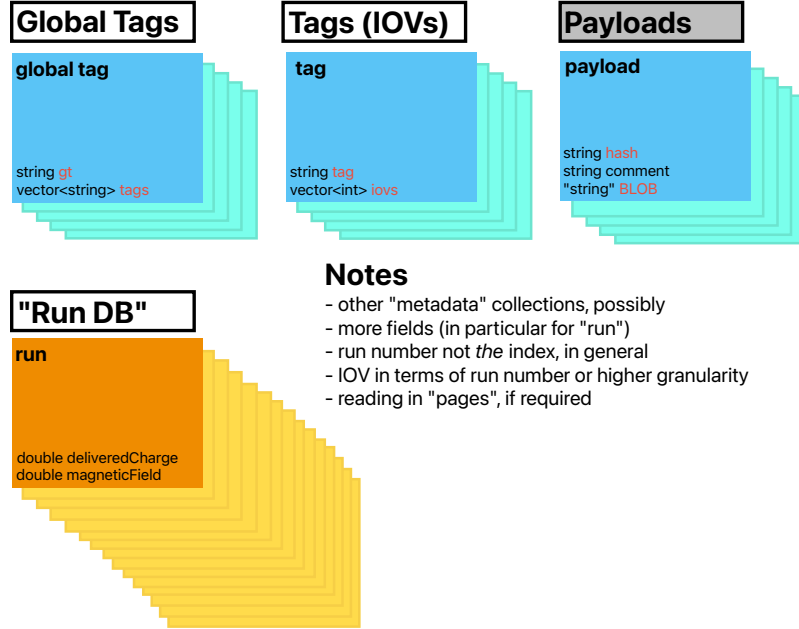 Global Tags
global tag
string gt
vector<string> tags
Tags (IOVs)
tag
string tag
vector<int> iovs
Payloads
payload
string hash
string comment
"string" BLOB
"Run DB"
run
double deliveredCharge
double magneticField
Notes
- other "metadata" collections, possibly
- more fields (in particular for "run")
- run number not the index, in general
- IOV in terms of run number or higher granularity
- reading in "pages", if required